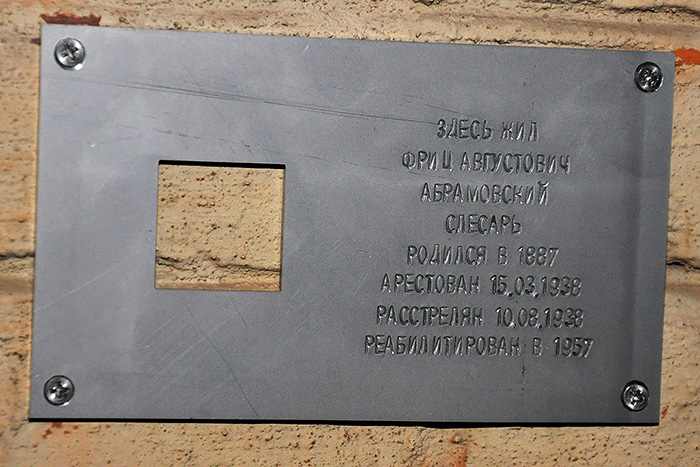 ЗДЕСЬ ЖИЛ
ФРИЦ АВГУСТОВИЧ
АБРАМОВСКИЙ
СЛЕСАРЬ
РОДИЛСЯ В 1887
АРЕСТОВАН 15.03.1938
РАССТРЕЛЯН 10.08.1938
РЕАБИЛИТИРОВАН В 1957